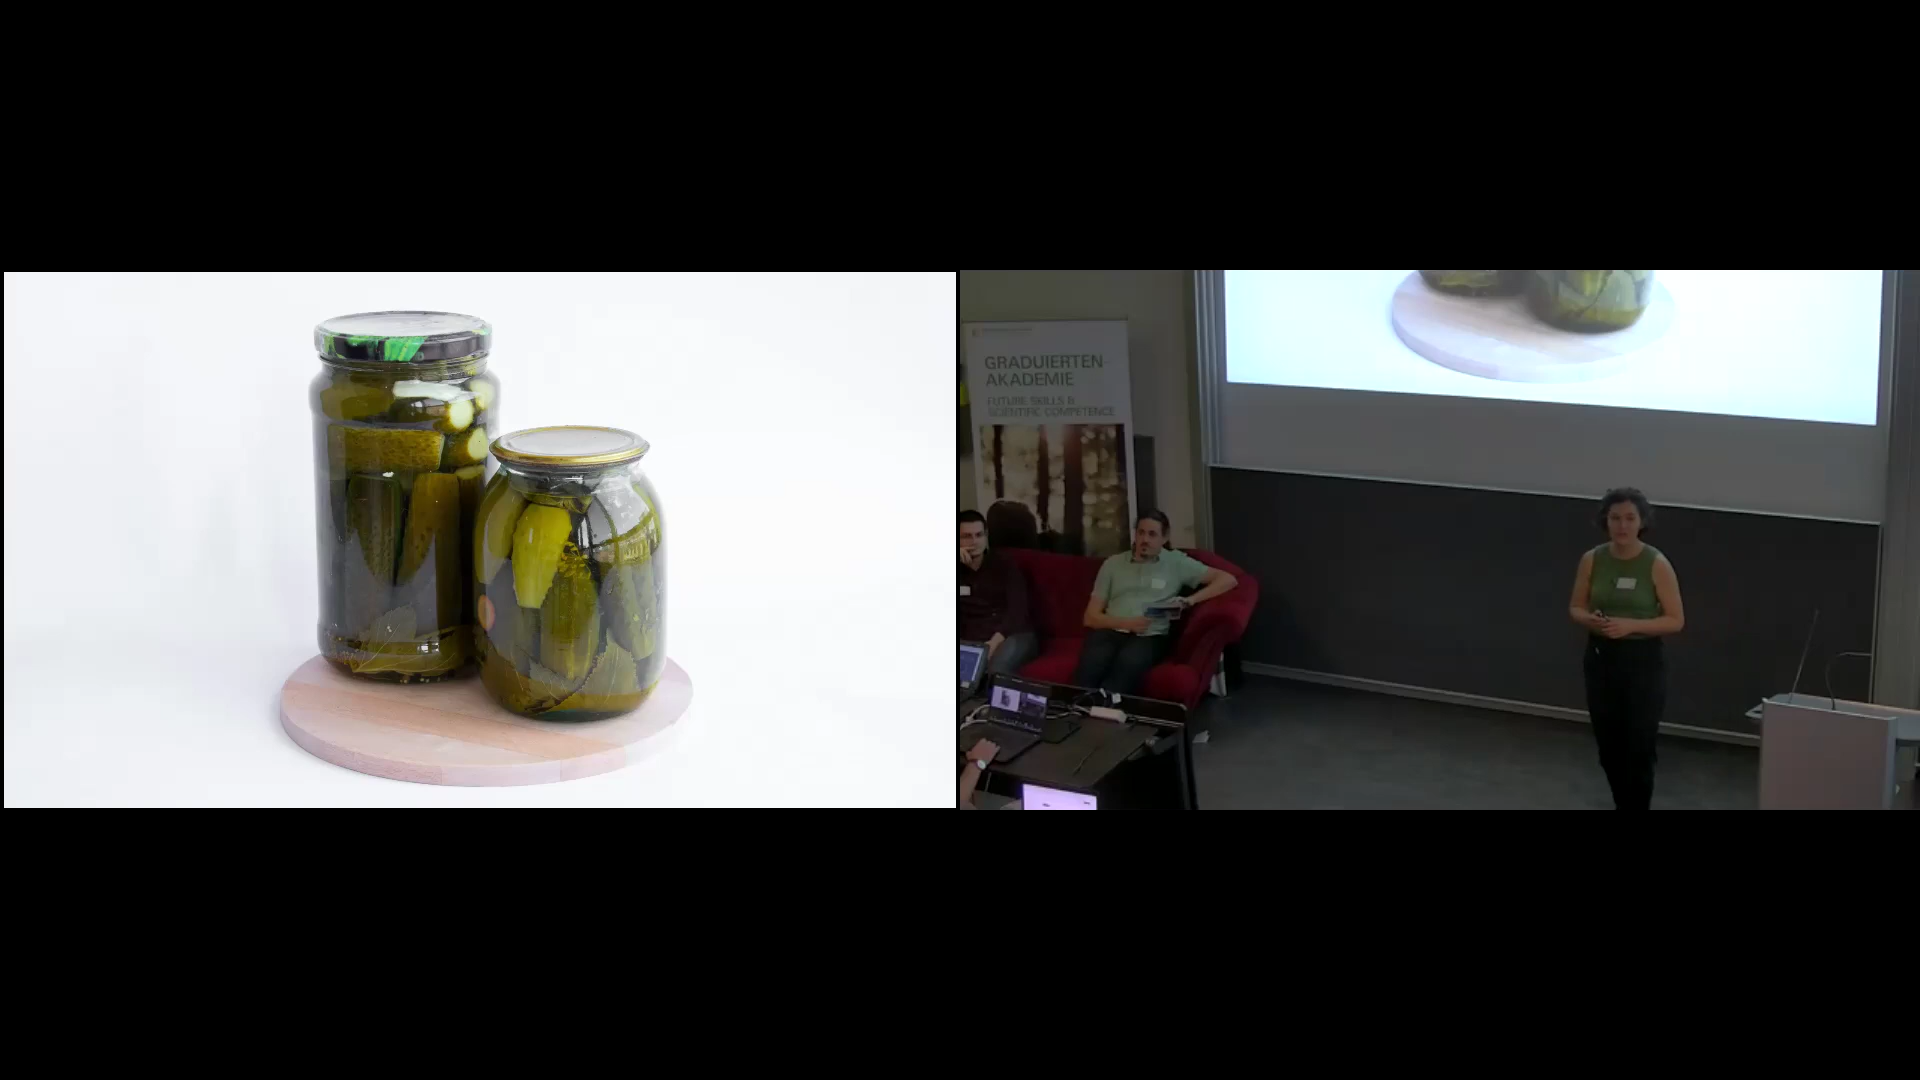 GRADUIERTEN-
AKADEMIE
FUTURE SKILLS &
SCIENTIFIC COMPETENCE